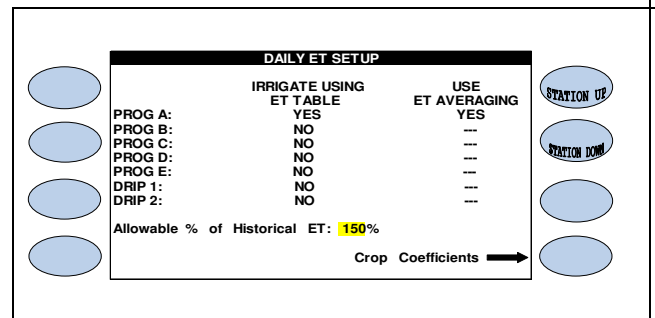 DAILY ET SETUP
IRRIGATE USING USE
ET TABLE ET AVERAGING
PROG A: YES YES
PROG B: NO ---
PROG C: NO ---
PROG D: NO ---
PROG E: NO ---
DRIP 1: NO ---
DRIP 2: NO ---
Allowable % of Historical ET: 150%
Crop Coefficients
STATION UP
STATION DOWN